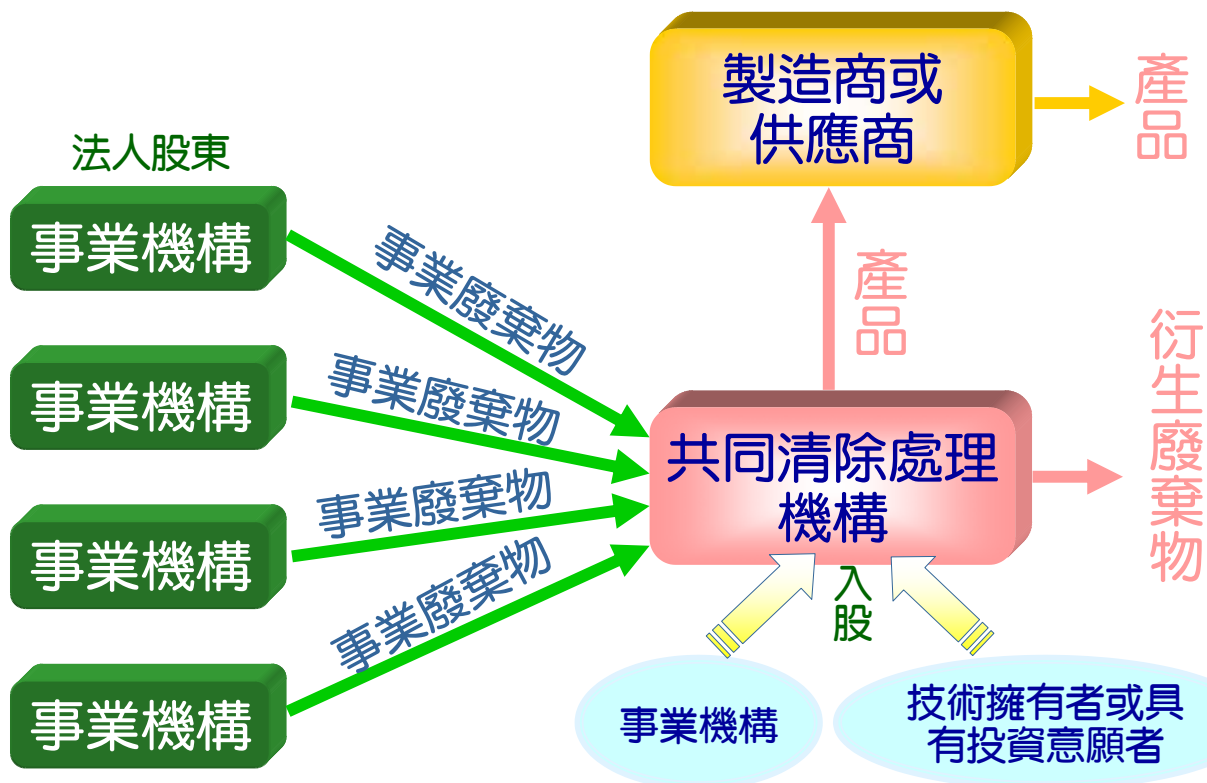 製造商或
供應商
產品
法人股東
事業機構
事業廢棄物
事業機構
事業廢棄物
事業機構
事業廢棄物
事業機構
事業廢棄物
產品
共同清除處理
機構
衍生廢棄物
入股
事業機構
技術擁有者或具
有投資意願者